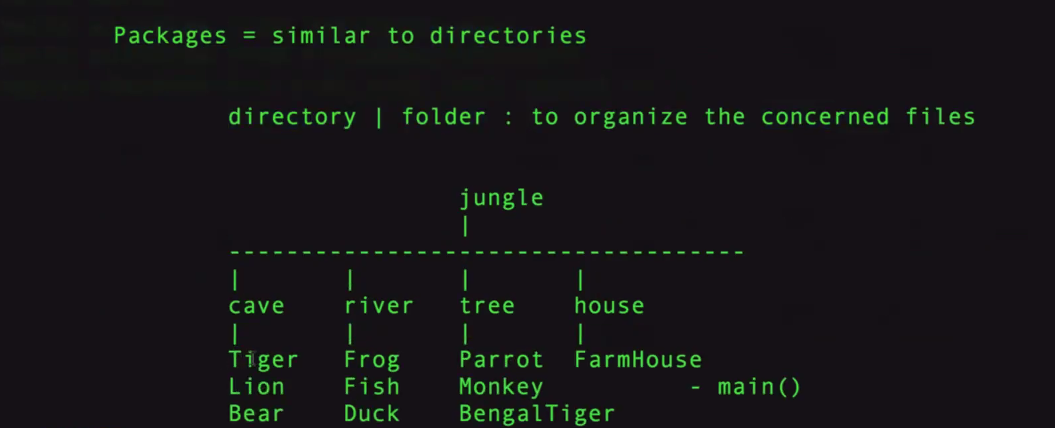 Packages = similar to directories
directory | folder : to organize the concerned files
jungle
|
------------------------------------
| | | |
cave river tree house
| | | |
Tiger Frog Parrot FarmHouse
Lion Fish Monkey - main()
Bear Duck BengalTiger